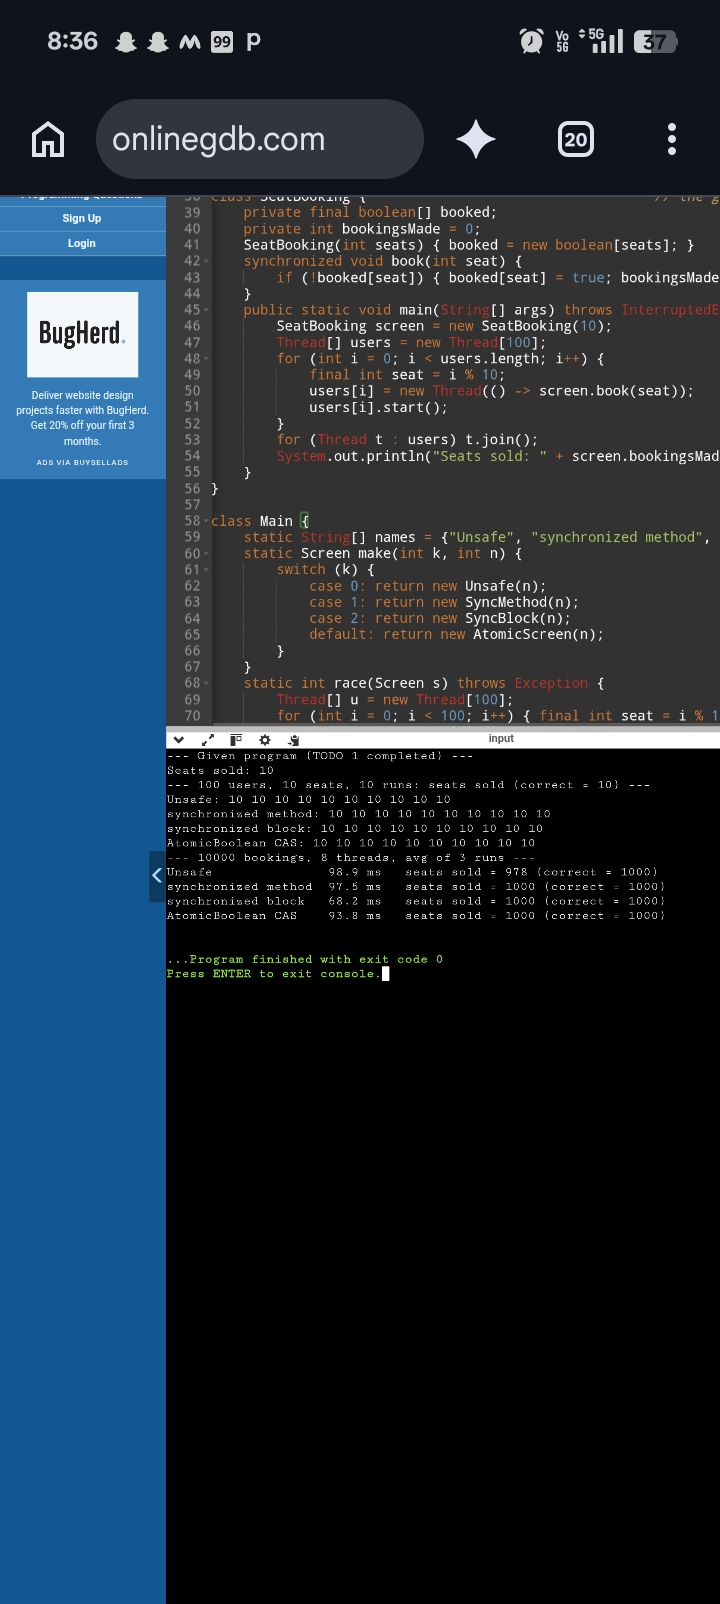 8:36 99 P Vo 5G 5G 37
onlinegdb.com 20
Programming Questions
Sign Up
Login
BugHerd.
Deliver website design
projects faster with BugHerd.
Get 20% off your first 3
months.
ADS VIA BUYSELLADS
38 class SeatBooking { // the g
39 private final boolean[] booked;
40 private int bookingsMade = 0;
41 SeatBooking(int seats) { booked = new boolean[seats]; }
42 synchronized void book(int seat) {
43 if (!booked[seat]) { booked[seat] = true; bookingsMade
44 }
45 public static void main(String[] args) throws InterruptedE
46 SeatBooking screen = new SeatBooking(10);
47 Thread[] users = new Thread[100];
48 for (int i = 0; i < users.length; i++) {
49 final int seat = i % 10;
50 users[i] = new Thread(() -> screen.book(seat));
51 users[i].start();
52 }
53 for (Thread t : users) t.join();
54 System.out.println("Seats sold: " + screen.bookingsMad
55 }
56 }
57
58 class Main {
59 static String[] names = {"Unsafe", "synchronized method",
60 static Screen make(int k, int n) {
61 switch (k) {
62 case 0: return new Unsafe(n);
63 case 1: return new SyncMethod(n);
64 case 2: return new SyncBlock(n);
65 default: return new AtomicScreen(n);
66 }
67 }
68 static int race(Screen s) throws Exception {
69 Thread[] u = new Thread[100];
70 for (int i = 0; i < 100; i++) { final int seat = i % 1
input
--- Given program (TODO 1 completed) ---
Seats sold: 10
--- 100 users, 10 seats, 10 runs: seats sold (correct = 10) ---
Unsafe: 10 10 10 10 10 10 10 10 10 10
synchronized method: 10 10 10 10 10 10 10 10 10 10
synchronized block: 10 10 10 10 10 10 10 10 10 10
AtomicBoolean CAS: 10 10 10 10 10 10 10 10 10 10
--- 10000 bookings, 8 threads, avg of 3 runs ---
Unsafe 98.9 ms seats sold = 978 (correct = 1000)
synchronized method 97.5 ms seats sold = 1000 (correct = 1000)
synchronized block 68.2 ms seats sold = 1000 (correct = 1000)
AtomicBoolean CAS 93.8 ms seats sold = 1000 (correct = 1000)
...Program finished with exit code 0
Press ENTER to exit console.